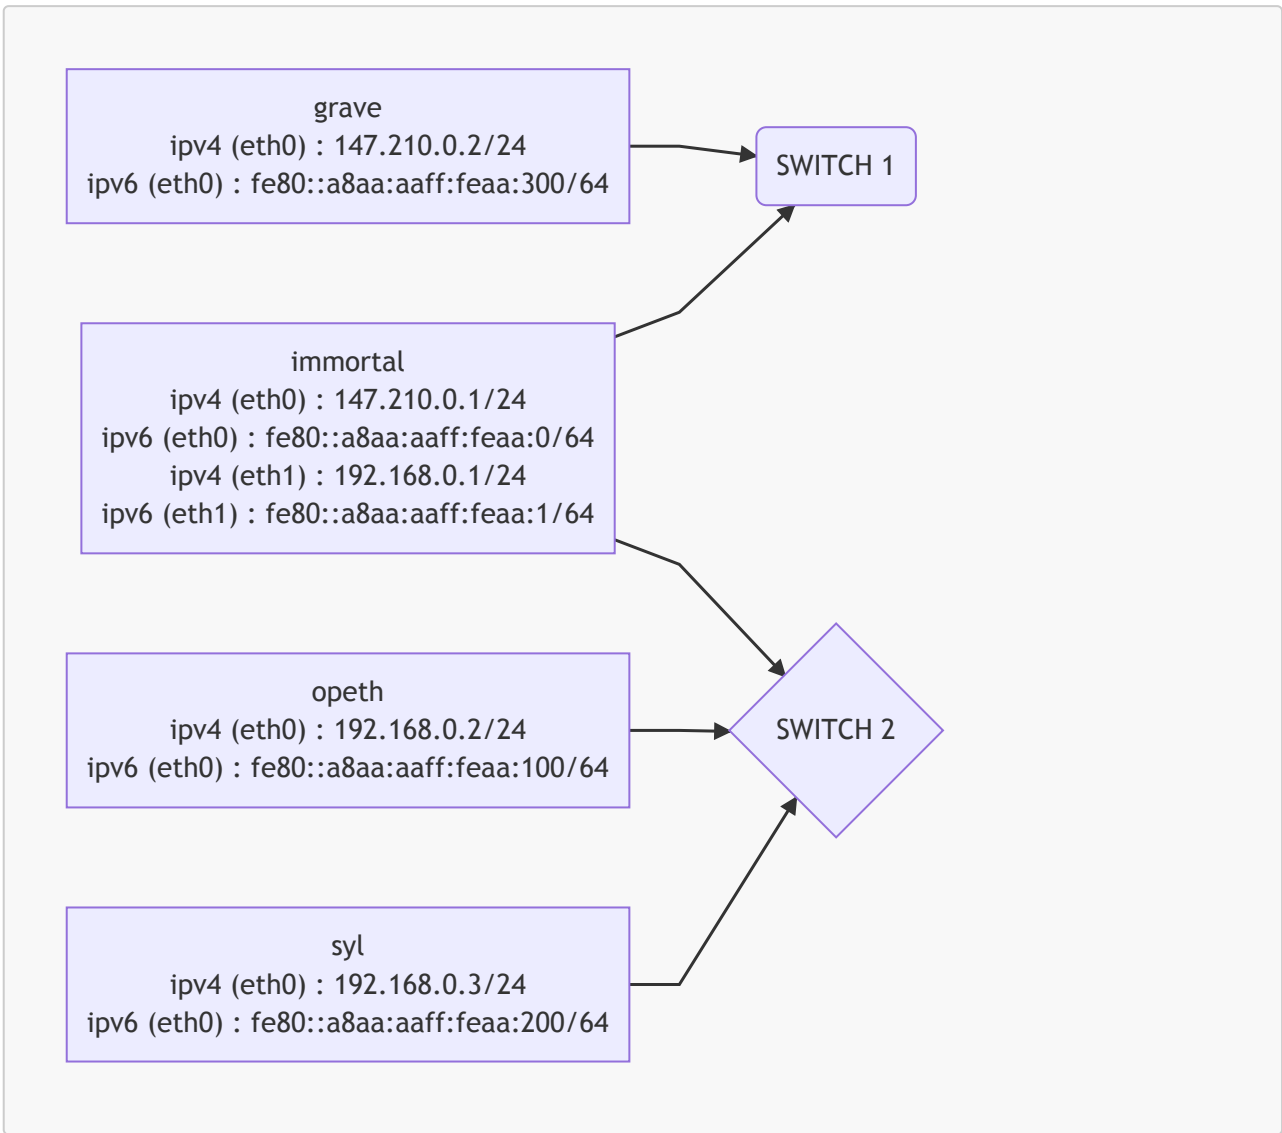 grave
ipv4 (eth0) : 147.210.0.2/24
ipv6 (eth0) : fe80::a8aa:aaff:feaa:300/64
SWITCH 1
immortal
ipv4 (eth0) : 147.210.0.1/24
ipv6 (eth0) : fe80::a8aa:aaff:feaa:0/64
ipv4 (eth1) : 192.168.0.1/24
ipv6 (eth1) : fe80::a8aa:aaff:feaa:1/64
opeth
ipv4 (eth0) : 192.168.0.2/24
ipv6 (eth0) : fe80::a8aa:aaff:feaa:100/64
SWITCH 2
syl
ipv4 (eth0) : 192.168.0.3/24
ipv6 (eth0) : fe80::a8aa:aaff:feaa:200/64